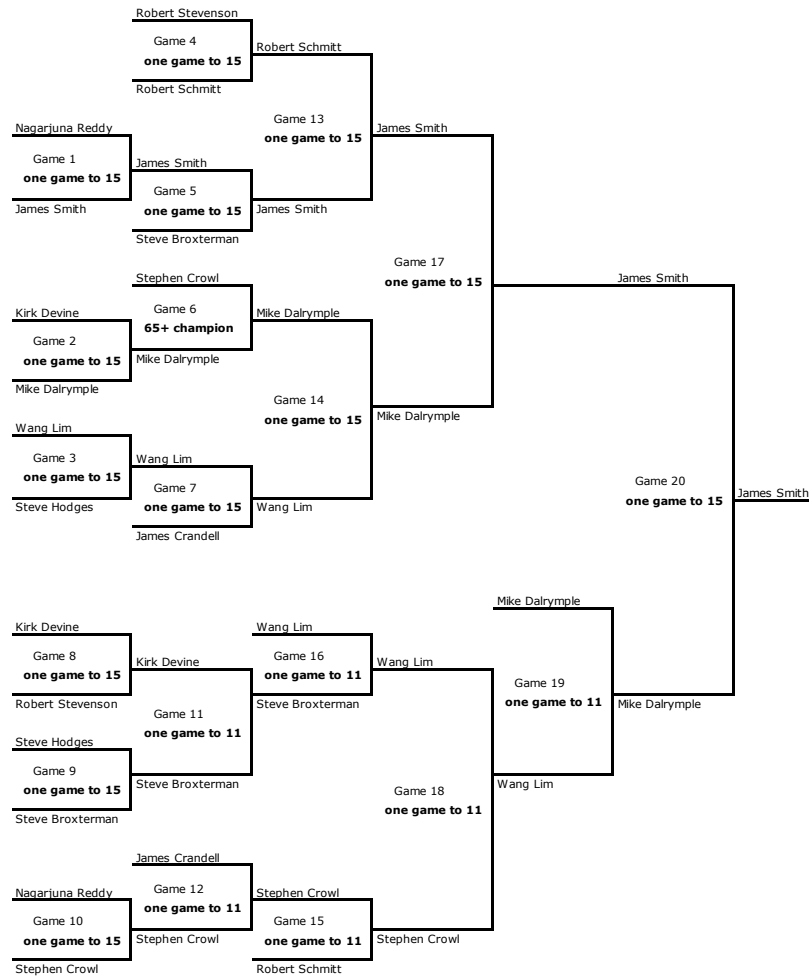 Robert Stevenson
Game 4
one game to 15
Robert Schmitt
Robert Schmitt
Game 13
one game to 15
James Smith
Nagarjuna Reddy
Game 1
one game to 15
James Smith
James Smith
Game 5
one game to 15
James Smith
Steve Broxterman
Game 17
one game to 15
James Smith
Stephen Crowl
Game 6
65+ champion
Mike Dalrymple
Kirk Devine
Game 2
one game to 15
Mike Dalrymple
Mike Dalrymple
Game 14
one game to 15
Mike Dalrymple
Wang Lim
Game 3
one game to 15
Steve Hodges
Wang Lim
Game 7
one game to 15
Wang Lim
James Crandell
Game 20
one game to 15
James Smith
Kirk Devine
Game 8
one game to 15
Robert Stevenson
Kirk Devine
Game 11
one game to 11
Wang Lim
Game 16
one game to 11
Steve Broxterman
Wang Lim
Mike Dalrymple
Game 19
one game to 11
Mike Dalrymple
Steve Hodges
Game 9
one game to 15
Steve Broxterman
Steve Broxterman
Game 18
one game to 11
Wang Lim
James Crandell
Game 12
one game to 11
Stephen Crowl
Nagarjuna Reddy
Game 10
one game to 15
Stephen Crowl
Stephen Crowl
Game 15
one game to 11
Robert Schmitt
Stephen Crowl